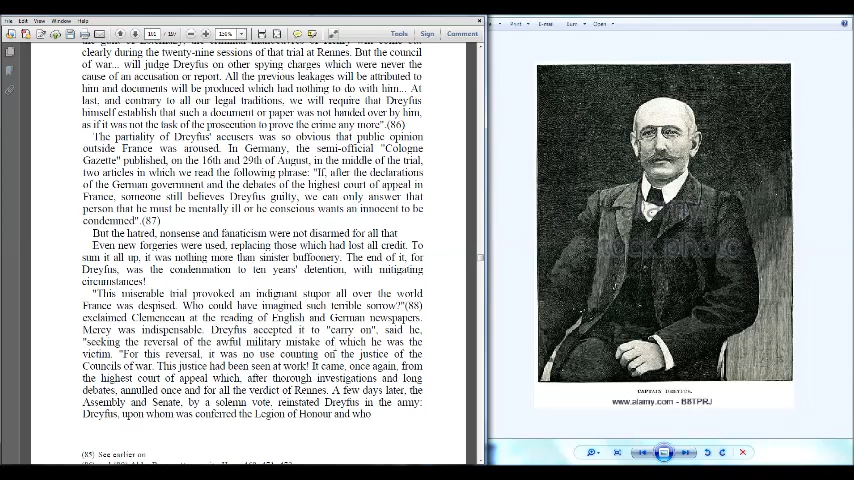 File Edit View Window Help
191 / 197
130%
Tools Sign Comment
Print E-mail Burn Open
clearly during the twenty-nine sessions of that trial at Rennes. But the council
of war... will judge Dreyfus on other spying charges which were never the
cause of an accusation or report. All the previous leakages will be attributed to
him and documents will be produced which had nothing to do with him... At
last, and contrary to all our legal traditions, we will require that Dreyfus
himself establish that such a document or paper was not handed over by him,
as if it was not the task of the prosecution to prove the crime any more".(86)
The partiality of Dreyfus' accusers was so obvious that public opinion
outside France was aroused. In Germany, the semi-official "Cologne
Gazette" published, on the 16th and 29th of August, in the middle of the trial,
two articles in which we read the following phrase: "If, after the declarations
of the German government and the debates of the highest court of appeal in
France, someone still believes Dreyfus guilty, we can only answer that
person that he must be mentally ill or he conscious wants an innocent to be
condemned".(87)
But the hatred, nonsense and fanaticism were not disarmed for all that
Even new forgeries were used, replacing those which had lost all credit. To
sum it all up, it was nothing more than sinister buffoonery. The end of it, for
Dreyfus, was the condemnation to ten years' detention, with mitigating
circumstances!
"This miserable trial provoked an indignant stupor all over the world
France was despised. Who could have imagined such terrible sorrow?"(88)
exclaimed Clemenceau at the reading of English and German newspapers.
Mercy was indispensable. Dreyfus accepted it to "carry on", said he,
"seeking the reversal of the awful military mistake of which he was the
victim. "For this reversal, it was no use counting on the justice of the
Councils of war. This justice had been seen at work! It came, once again, from
the highest court of appeal which, after thorough investigations and long
debates, annulled once and for all the verdict of Rennes. A few days later, the
Assembly and Senate, by a solemn vote, reinstated Dreyfus in the army:
Dreyfus, upon whom was conferred the Legion of Honour and who
(85) See earlier on
CAPTAIN DREYFUS.
www.alamy.com - B8TPRJ